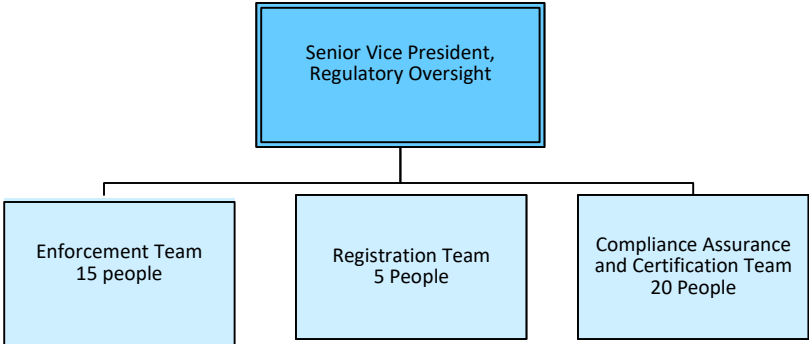 Senior Vice President,
Regulatory Oversight
Enforcement Team
15 people
Registration Team
5 People
Compliance Assurance
and Certification Team
20 People